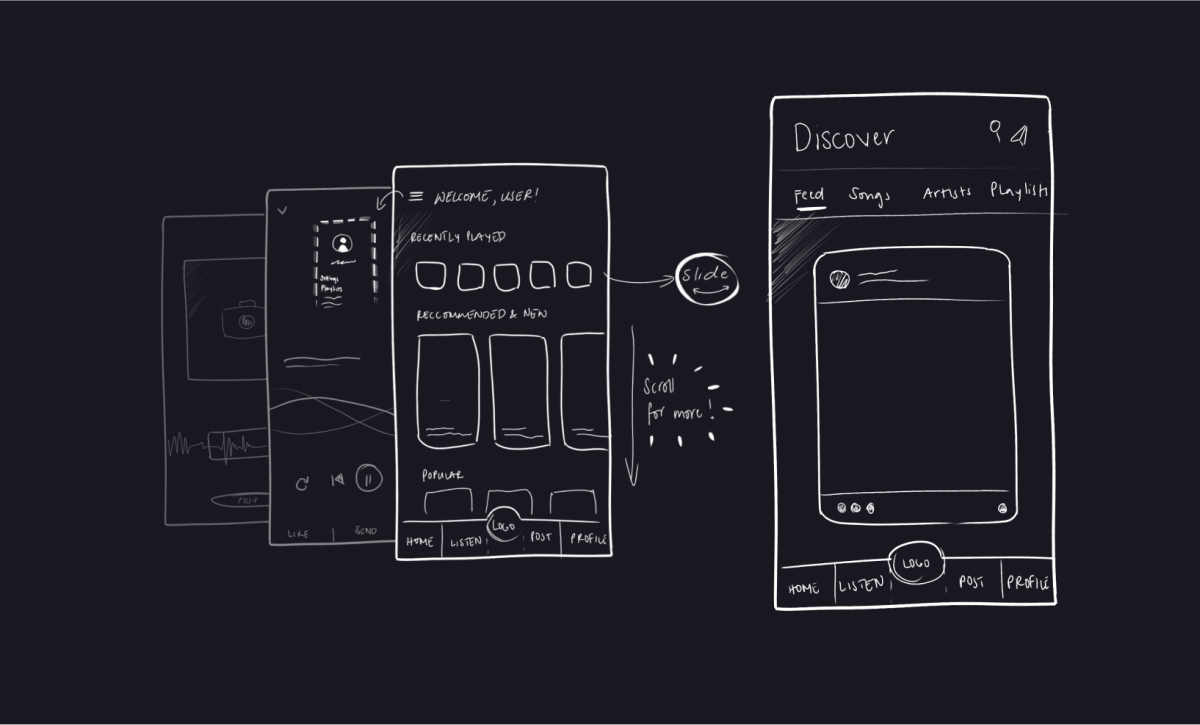 POST
LIKE
SEND
Settings
Playlists
WELCOME, USER!
RECENTLY PLAYED
RECCOMMENDED & NEW
POPULAR
HOME
LISTEN
LOGO
POST
PROFILE
Slide
Scroll
for more!
Discover
Feed
Songs
Artists
Playlists
HOME
LISTEN
LOGO
POST
PROFILE